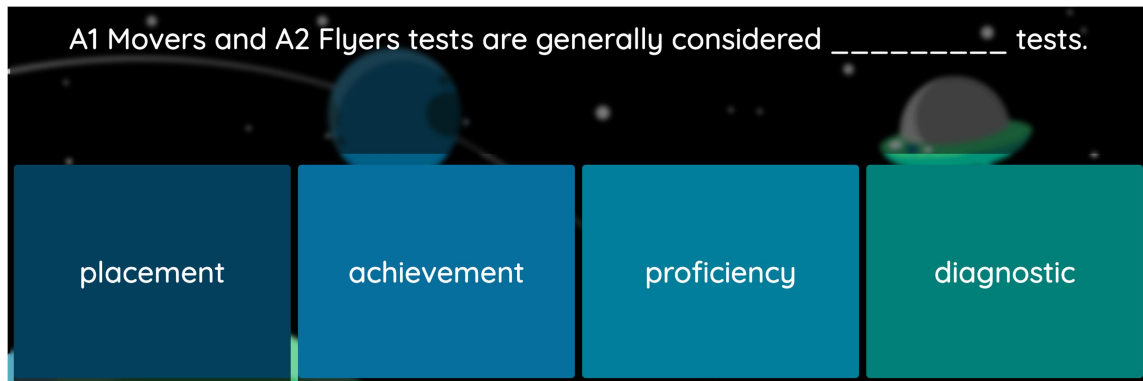 A1 Movers and A2 Flyers tests are generally considered _________ tests.
placement
achievement
proficiency
diagnostic